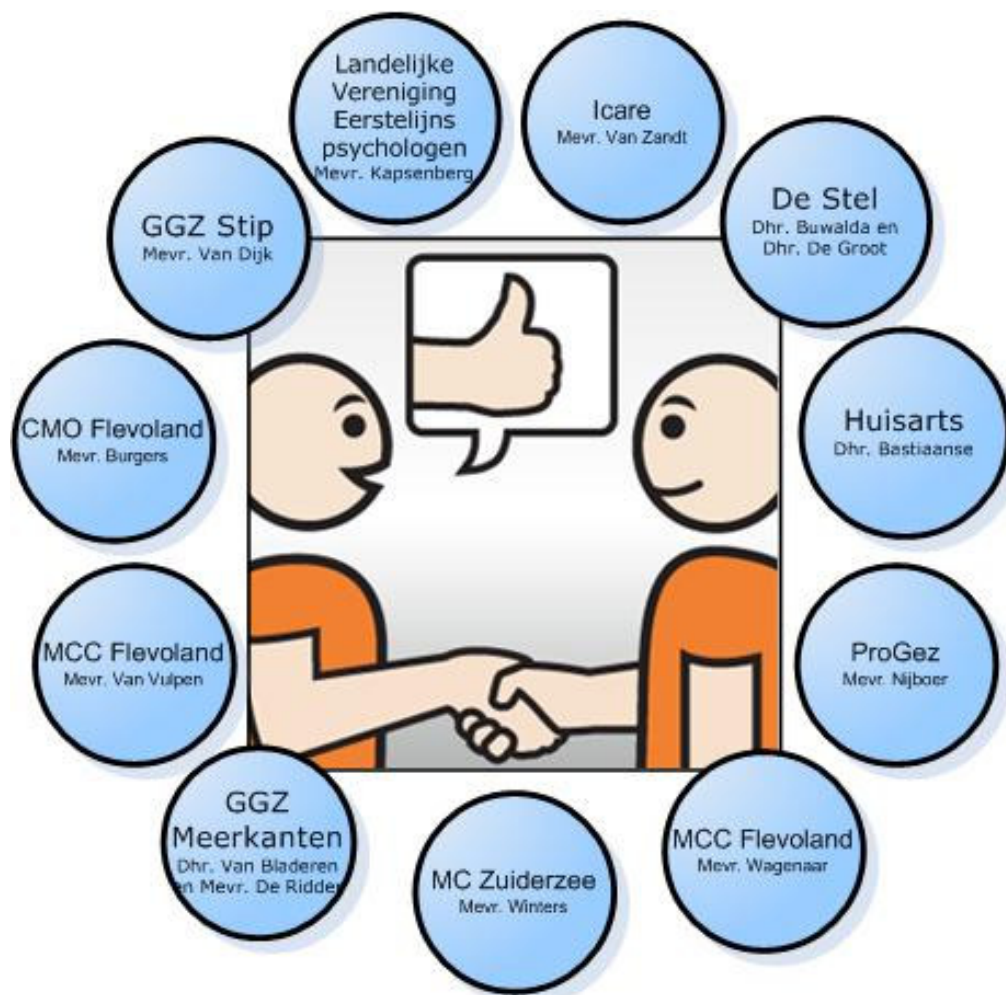 Landelijke
Vereniging
Eerstelijns
psychologen
Mevr. Kapsenberg
Icare
Mevr. Van Zandt
De Stel
Dhr. Buwalda en
Dhr. De Groot
Huisarts
Dhr. Bastiaanse
ProGez
Mevr. Nijboer
MCC Flevoland
Mevr. Wagenaar
MC Zuiderzee
Mevr. Winters
GGZ
Meerkanten
Dhr. Van Bladeren
en Mevr. De Ridder
MCC Flevoland
Mevr. Van Vulpen
CMO Flevoland
Mevr. Burgers
GGZ Stip
Mevr. Van Dijk